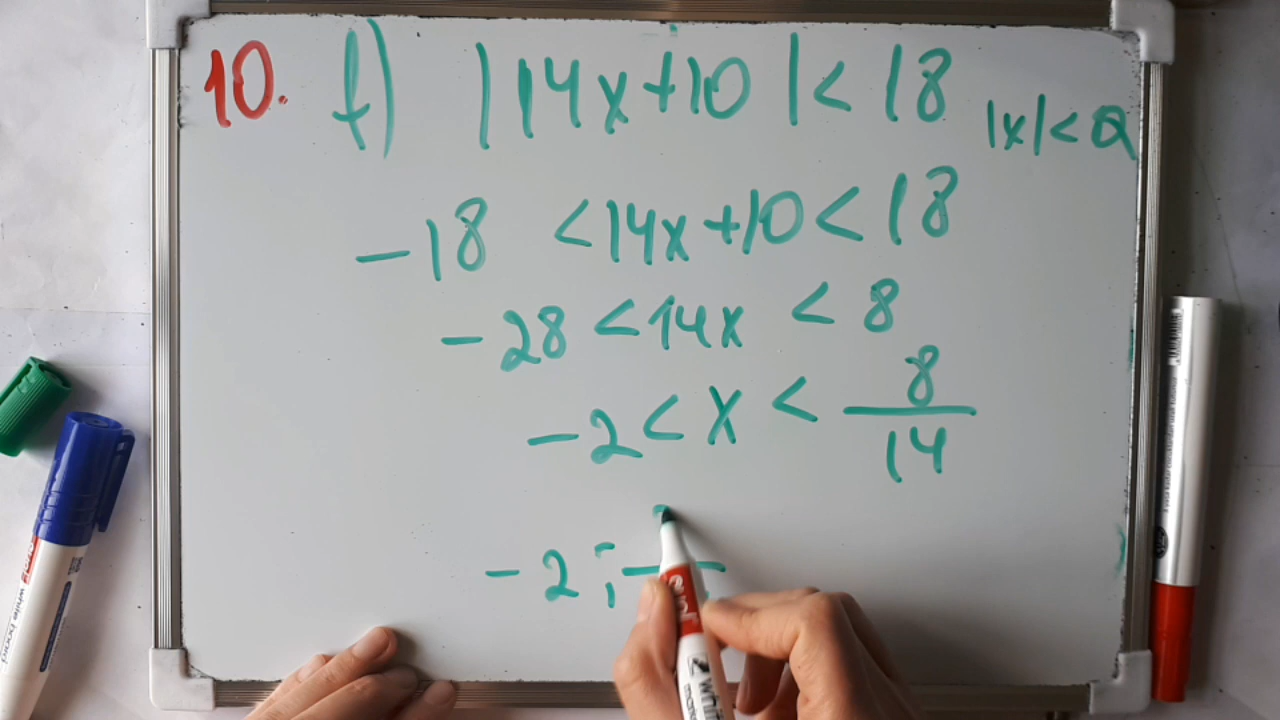 10. f) |14x+10|<18 |x|<a
-18 <14x+10<18
-28 <14x <8
-2<x< 8/14
-2;